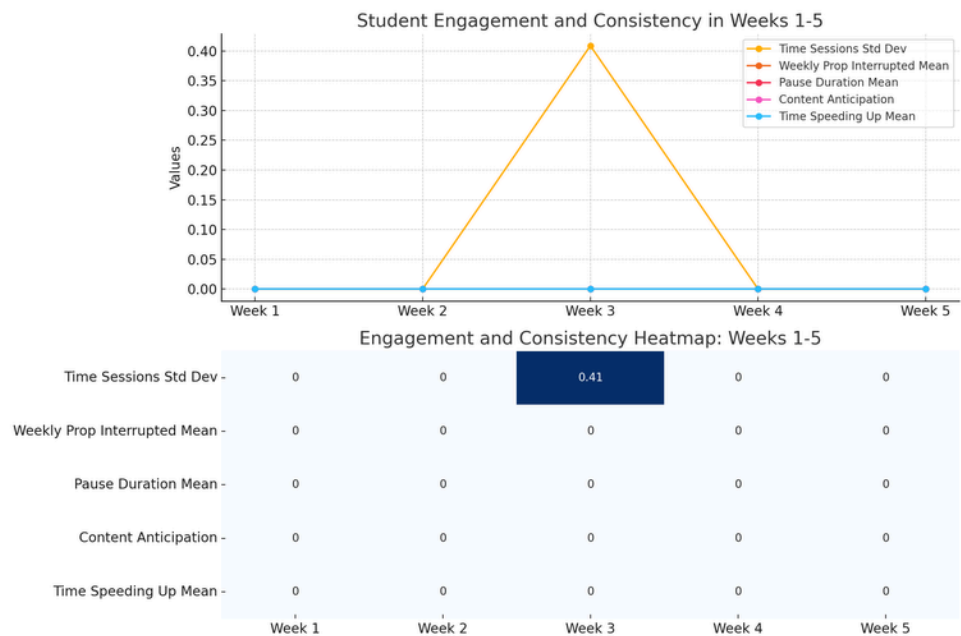 Student Engagement and Consistency in Weeks 1-5
Values
0.40
0.35
0.30
0.25
0.20
0.15
0.10
0.05
0.00
Time Sessions Std Dev
Weekly Prop Interrupted Mean
Pause Duration Mean
Content Anticipation
Time Speeding Up Mean
Week 1 Week 2 Week 3 Week 4 Week 5
Engagement and Consistency Heatmap: Weeks 1-5
Time Sessions Std Dev 0 0 0.41 0 0
Weekly Prop Interrupted Mean 0 0 0 0 0
Pause Duration Mean 0 0 0 0 0
Content Anticipation 0 0 0 0 0
Time Speeding Up Mean 0 0 0 0 0
Week 1 Week 2 Week 3 Week 4 Week 5